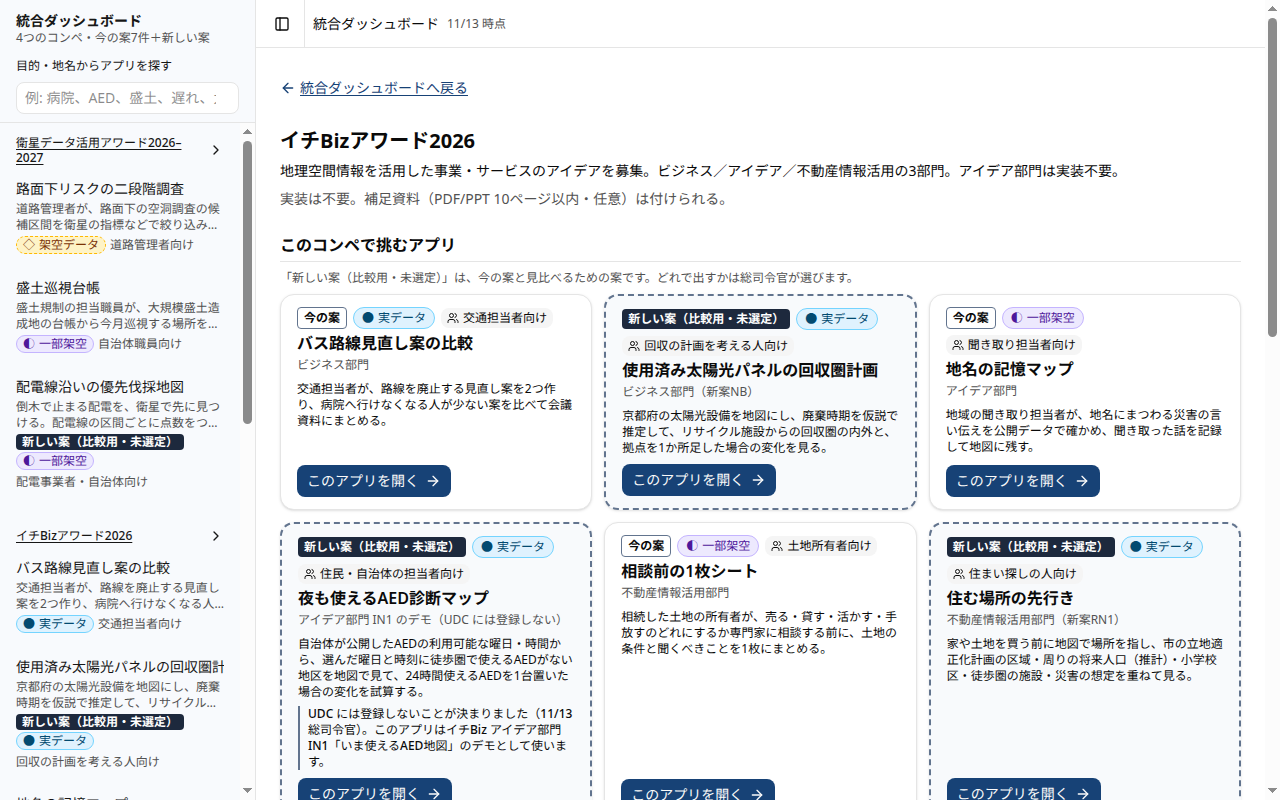 統合ダッシュボード
4つのコンペ・今の案7件＋新しい案
目的・地名からアプリを探す
例: 病院、AED、盛土、遅れ、
衛星データ活用アワード2026–
2027
路面下リスクの二段階調査
道路管理者が、路面下の空洞調査の候
補区間を衛星の指標などで絞り込み…
◇ 架空データ 道路管理者向け
盛土巡視台帳
盛土規制の担当職員が、大規模盛土造
成地の台帳から今月巡視する場所を…
一部架空 自治体職員向け
配電線沿いの優先伐採地図
倒木で止まる配電を、衛星で先に見つ
ける。配電線の区間ごとに点数をつ…
新しい案（比較用・未選定）
一部架空
配電事業者・自治体向け
イチBizアワード2026
バス路線見直し案の比較
交通担当者が、路線を廃止する見直し
案を2つ作り、病院へ行けなくなる人…
実データ 交通担当者向け
使用済み太陽光パネルの回収圏計
京都府の太陽光設備を地図にし、廃棄
時期を仮説で推定して、リサイクル…
新しい案（比較用・未選定）
実データ
回収の計画を考える人向け
統合ダッシュボード 11/13 時点
← 統合ダッシュボードへ戻る
イチBizアワード2026
地理空間情報を活用した事業・サービスのアイデアを募集。ビジネス／アイデア／不動産情報活用の3部門。アイデア部門は実装不要。
実装は不要。補足資料（PDF/PPT 10ページ以内・任意）は付けられる。
このコンペで挑むアプリ
「新しい案（比較用・未選定）」は、今の案と見比べるための案です。どれで出すかは総司令官が選びます。
今の案 実データ 交通担当者向け
バス路線見直し案の比較
ビジネス部門
交通担当者が、路線を廃止する見直し案を2つ作
り、病院へ行けなくなる人が少ない案を比べて会議
資料にまとめる。
このアプリを開く →
新しい案（比較用・未選定） 実データ
回収の計画を考える人向け
使用済み太陽光パネルの回収圏計画
ビジネス部門（新案NB）
京都府の太陽光設備を地図にし、廃棄時期を仮説で
推定して、リサイクル施設からの回収圏の内外と、
拠点を1か所足した場合の変化を見る。
このアプリを開く →
今の案 一部架空
聞き取り担当者向け
地名の記憶マップ
アイデア部門
地域の聞き取り担当者が、地名にまつわる災害の言
い伝えを公開データで確かめ、聞き取った話を記録
して地図に残す。
このアプリを開く →
新しい案（比較用・未選定） 実データ
住民・自治体の担当者向け
夜も使えるAED診断マップ
アイデア部門 IN1 のデモ（UDC には登録しない）
自治体が公開したAEDの利用可能な曜日・時間か
ら、選んだ曜日と時刻に徒歩圏で使えるAEDがない
地区を地図で見て、24時間使えるAEDを1台置いた
場合の変化を試算する。
UDC には登録しないことが決まりました（11/13
総司令官）。このアプリはイチBiz アイデア部門
IN1「いま使えるAED地図」のデモとして使いま
す。
このアプリを開く →
今の案 一部架空 土地所有者向け
相談前の1枚シート
不動産情報活用部門
相続した土地の所有者が、売る・貸す・活かす・手
放すのどれにするか専門家に相談する前に、土地の
条件と聞くべきことを1枚にまとめる。
このアプリを開く →
新しい案（比較用・未選定） 実データ
住まい探しの人向け
住む場所の先行き
不動産情報活用部門（新案RN1）
家や土地を買う前に地図で場所を指し、市の立地適
正化計画の区域・周りの将来人口（推計）・小学校
区・徒歩圏の施設・災害の想定を重ねて見る。
このアプリを開く →